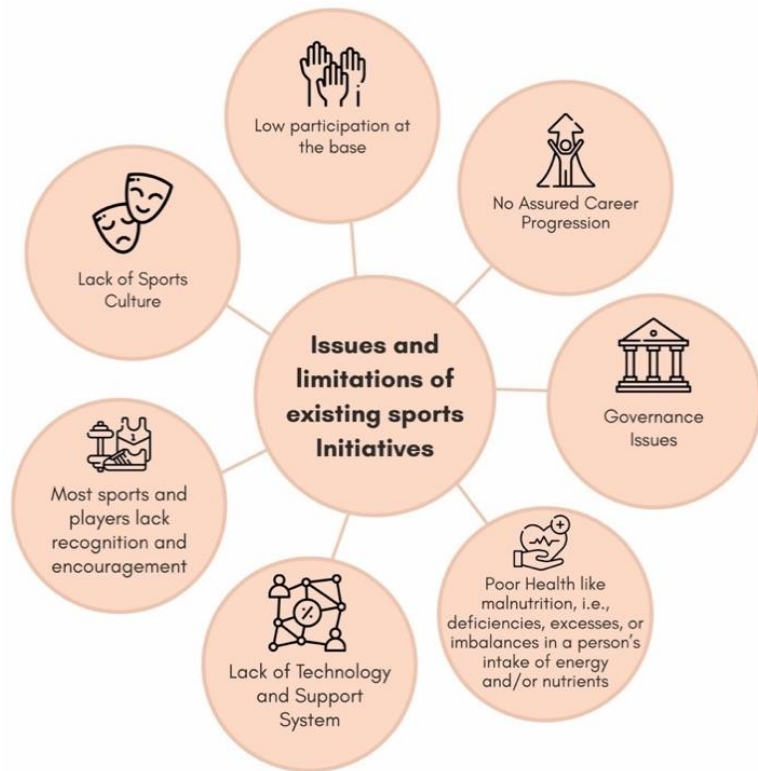 Low participation at
the base
No Assured Career
Progression
Lack of Sports
Culture
Issues and
limitations of
existing sports
Initiatives
Governance
Issues
Most sports and
players lack
recognition and
encouragement
1
Poor Health like
malnutrition, i.e.,
deficiencies, excesses, or
imbalances in a person's
intake of energy
and/or nutrients
%
Lack of Technology
and Support
System